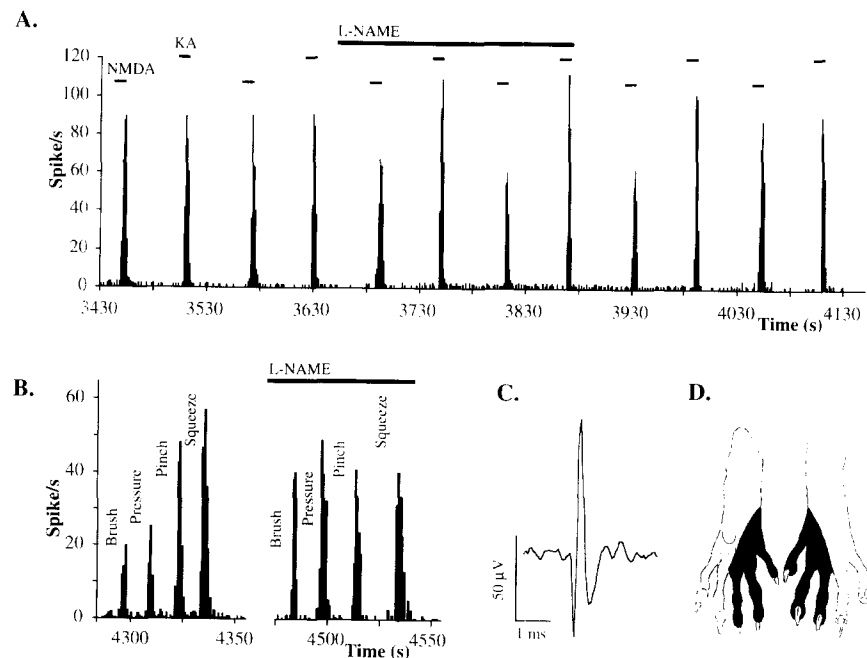 A.
L-NAME
KA
NMDA
120
100
80
60
40
20
0
Spike/s
3430 3530 3630 3730 3830 3930 4030 4130
Time (s)
B.
L-NAME
60
40
20
0
Spike/s
Brush
Pressure
Pinch
Squeeze
Brush
Pressure
Pinch
Squeeze
4300 4350 4500 4550
Time (s)
C.
50 µV
1 ms
D.